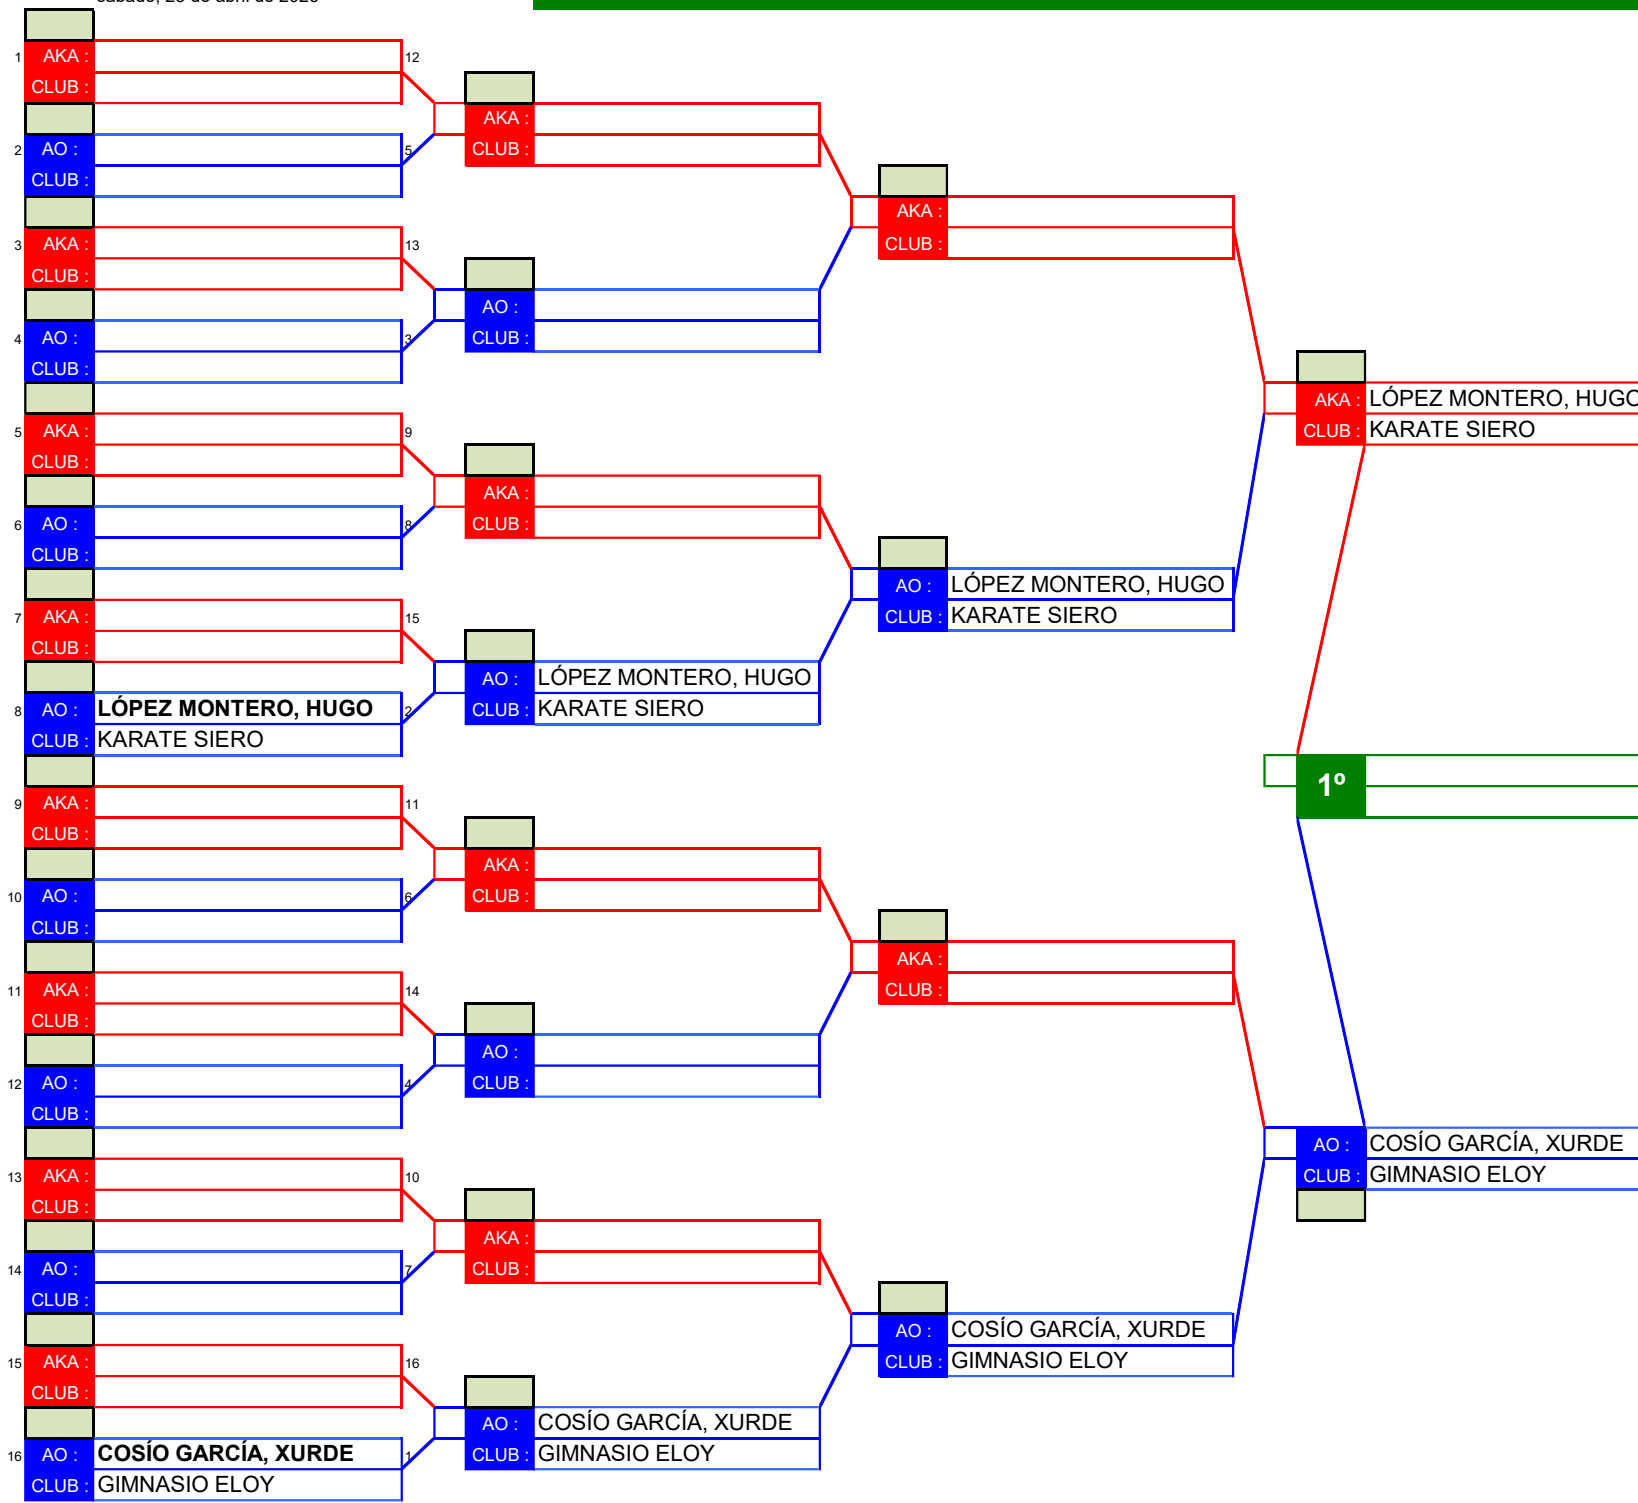 sábado, de abril de
1 AKA : 12
CLUB :
2 AO : 5
CLUB :
3 AKA : 13
CLUB :
4 AO : 3
CLUB :
5 AKA : 9
CLUB :
6 AO : 8
CLUB :
7 AKA : 15
CLUB :
8 AO : LÓPEZ MONTERO, HUGO 2
CLUB : KARATE SIERO
9 AKA : 11
CLUB :
10 AO : 6
CLUB :
11 AKA : 14
CLUB :
12 AO : 4
CLUB :
13 AKA : 10
CLUB :
14 AO : 7
CLUB :
15 AKA : 16
CLUB :
16 AO : COSÍO GARCÍA, XURDE 1
CLUB : GIMNASIO ELOY
AKA :
CLUB :
AO :
CLUB :
AKA :
CLUB :
AO : LÓPEZ MONTERO, HUGO
CLUB : KARATE SIERO
AKA :
CLUB :
AO :
CLUB :
AKA :
CLUB :
AO : COSÍO GARCÍA, XURDE
CLUB : GIMNASIO ELOY
AKA :
CLUB :
AO : LÓPEZ MONTERO, HUGO
CLUB : KARATE SIERO
AKA :
CLUB :
AO : COSÍO GARCÍA, XURDE
CLUB : GIMNASIO ELOY
AKA : LÓPEZ MONTERO, HUGO
CLUB : KARATE SIERO
1º
AO : COSÍO GARCÍA, XURDE
CLUB : GIMNASIO ELOY